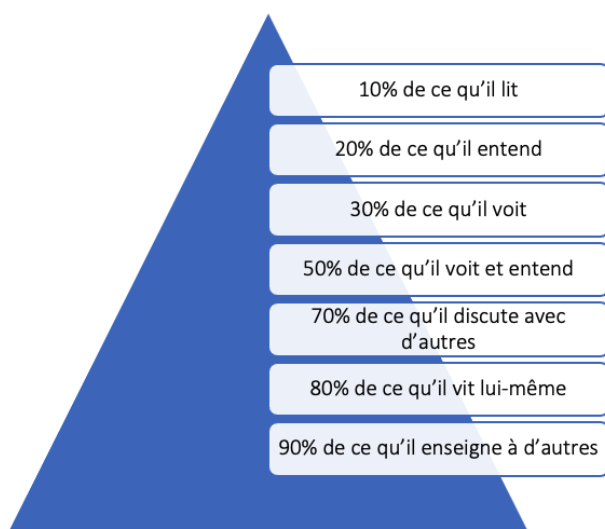 10% de ce qu’il lit
20% de ce qu’il entend
30% de ce qu’il voit
50% de ce qu’il voit et entend
70% de ce qu’il discute avec
d’autres
80% de ce qu’il vit lui-même
90% de ce qu’il enseigne à d’autres